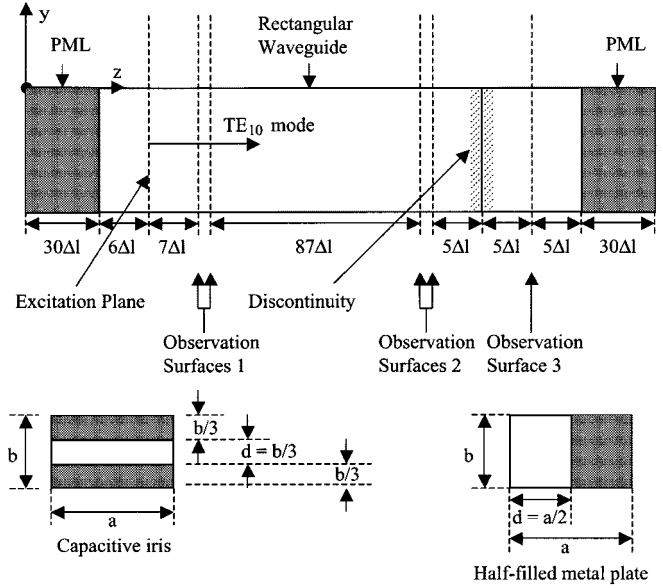 y
PML
Rectangular
Waveguide
PML
z
TE10 mode
30Δl
6Δl
7Δl
87Δl
5Δl
5Δl
5Δl
30Δl
Excitation Plane
Discontinuity
Observation
Surfaces 1
Observation
Surfaces 2
Observation
Surface 3
b
b/3
d = b/3
b/3
a
Capacitive iris
b
d = a/2
a
Half-filled metal plate